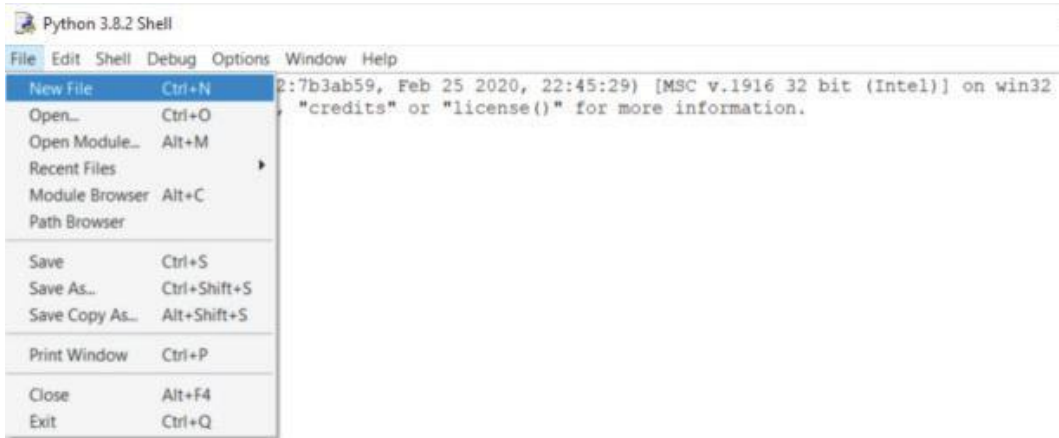 Python 3.8.2 Shell
File Edit Shell Debug Options Window Help
New File Ctrl+N
Open... Ctrl+O
Open Module... Alt+M
Recent Files
Module Browser Alt+C
Path Browser
Save Ctrl+S
Save As... Ctrl+Shift+S
Save Copy As... Alt+Shift+S
Print Window Ctrl+P
Close Alt+F4
Exit Ctrl+Q
2:7b3ab59, Feb 25 2020, 22:45:29) [MSC v.1916 32 bit (Intel)] on win32
, "credits" or "license()" for more information.